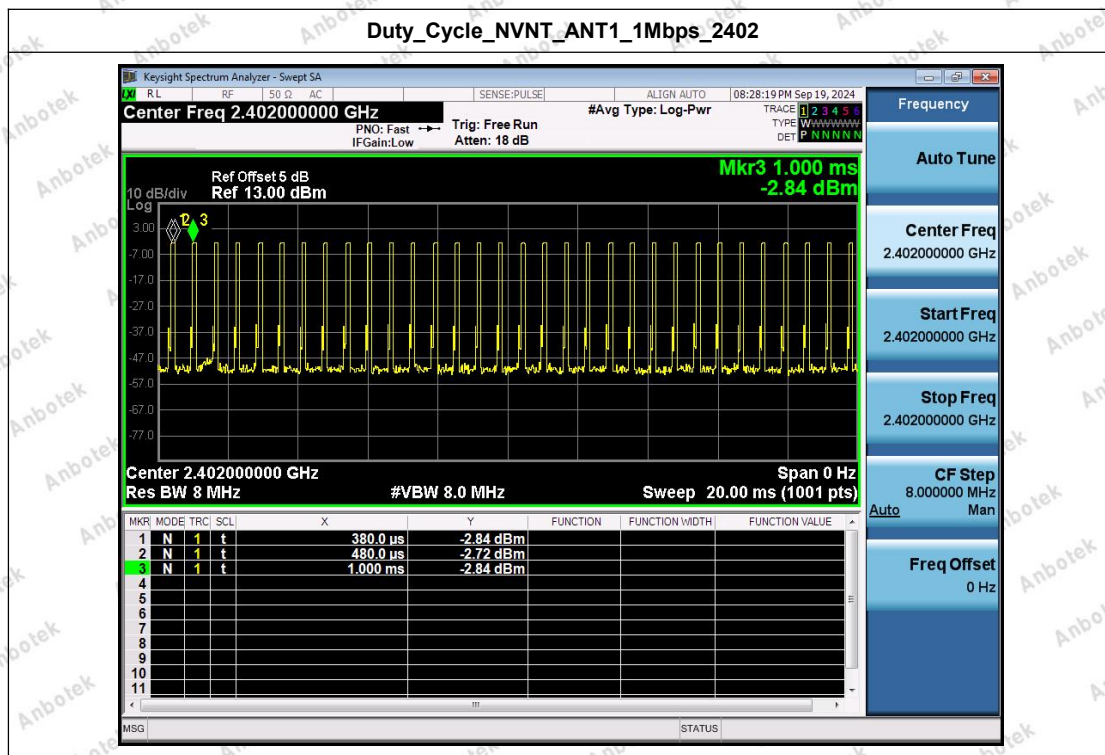 Duty_Cycle_NVNT_ANT1_1Mbps_2402
Keysight Spectrum Analyzer - Swept SA
LXI RL RF 50 Ω AC SENSE:PULSE ALIGN AUTO 08:28:19 PM Sep 19, 2024
Center Freq 2.402000000 GHz
PNO: Fast
IFGain:Low
Trig: Free Run
Atten: 18 dB
#Avg Type: Log-Pwr
TRACE 1 2 3 4 5 6
TYPE WWWWWW
DET P N N N N N
Mkr3 1.000 ms
-2.84 dBm
Ref Offset 5 dB
10 dB/div Ref 13.00 dBm
Log
1 2 3
3.00
-7.00
-17.0
-27.0
-37.0
-47.0
-57.0
-67.0
-77.0
Center 2.402000000 GHz Span 0 Hz
Res BW 8 MHz #VBW 8.0 MHz Sweep 20.00 ms (1001 pts)
MKR MODE TRC SCL X Y FUNCTION FUNCTION WIDTH FUNCTION VALUE
1 N 1 t 380.0 µs -2.84 dBm
2 N 1 t 480.0 µs -2.72 dBm
3 N 1 t 1.000 ms -2.84 dBm
4
5
6
7
8
9
10
11
MSG STATUS
Frequency
Auto Tune
Center Freq
2.402000000 GHz
Start Freq
2.402000000 GHz
Stop Freq
2.402000000 GHz
CF Step
8.000000 MHz
Auto Man
Freq Offset
0 Hz
Anbotek